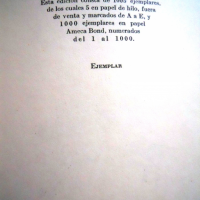 Esta edición consta de 1005 ejemplares,
de los cuales 5 en papel de hilo, fuera
de venta y marcados de A a E, y
1000 ejemplares en papel
Ameca Bond, numerados
del 1 al 1000.
EJEMPLAR